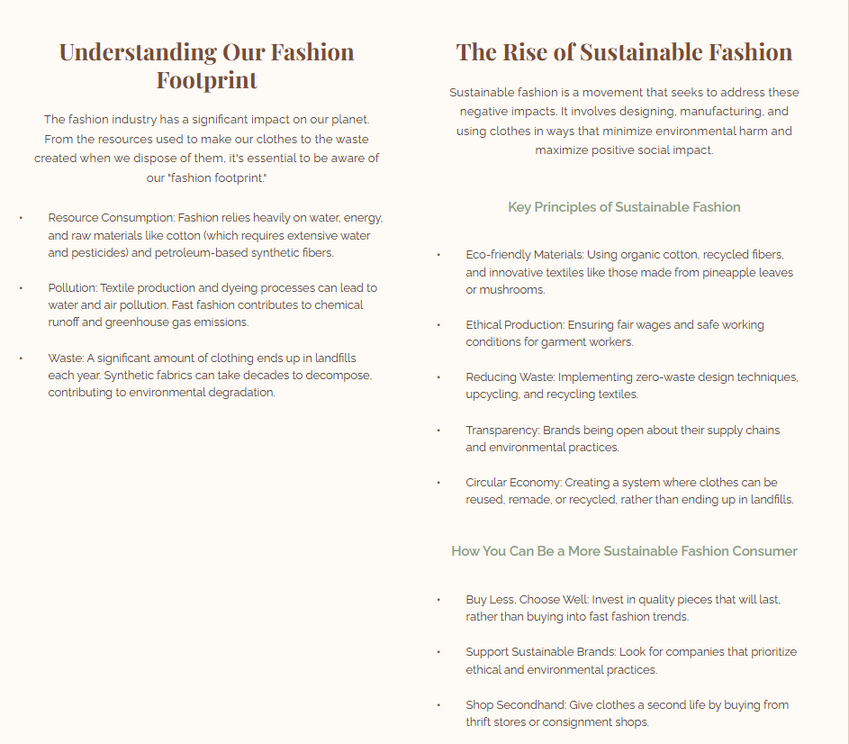 Understanding Our Fashion
Footprint
The fashion industry has a significant impact on our planet.
From the resources used to make our clothes to the waste
created when we dispose of them, it's essential to be aware of
our "fashion footprint."
• Resource Consumption: Fashion relies heavily on water, energy,
and raw materials like cotton (which requires extensive water
and pesticides) and petroleum-based synthetic fibers.
• Pollution: Textile production and dyeing processes can lead to
water and air pollution. Fast fashion contributes to chemical
runoff and greenhouse gas emissions.
• Waste: A significant amount of clothing ends up in landfills
each year. Synthetic fabrics can take decades to decompose,
contributing to environmental degradation.
The Rise of Sustainable Fashion
Sustainable fashion is a movement that seeks to address these
negative impacts. It involves designing, manufacturing, and
using clothes in ways that minimize environmental harm and
maximize positive social impact.
Key Principles of Sustainable Fashion
• Eco-friendly Materials: Using organic cotton, recycled fibers,
and innovative textiles like those made from pineapple leaves
or mushrooms.
• Ethical Production: Ensuring fair wages and safe working
conditions for garment workers.
• Reducing Waste: Implementing zero-waste design techniques,
upcycling, and recycling textiles.
• Transparency: Brands being open about their supply chains
and environmental practices.
• Circular Economy: Creating a system where clothes can be
reused, remade, or recycled, rather than ending up in landfills.
How You Can Be a More Sustainable Fashion Consumer
• Buy Less, Choose Well: Invest in quality pieces that will last,
rather than buying into fast fashion trends.
• Support Sustainable Brands: Look for companies that prioritize
ethical and environmental practices.
• Shop Secondhand: Give clothes a second life by buying from
thrift stores or consignment shops.